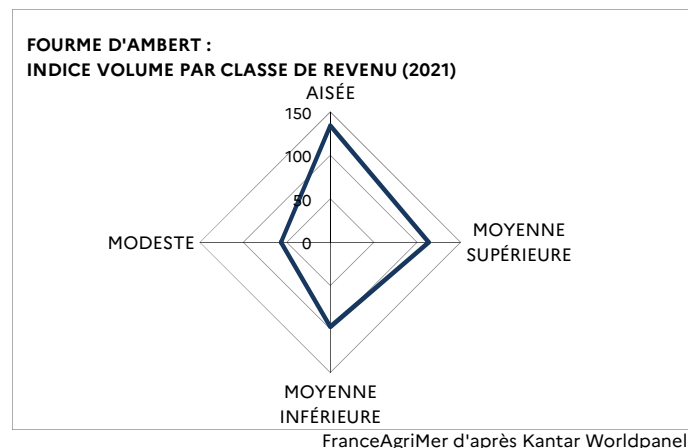 FOURME D'AMBERT :
INDICE VOLUME PAR CLASSE DE REVENU (2021)
AISÉE
150
100
50
0
MODESTE
MOYENNE
SUPÉRIEURE
MOYENNE
INFÉRIEURE
FranceAgriMer d'après Kantar Worldpanel